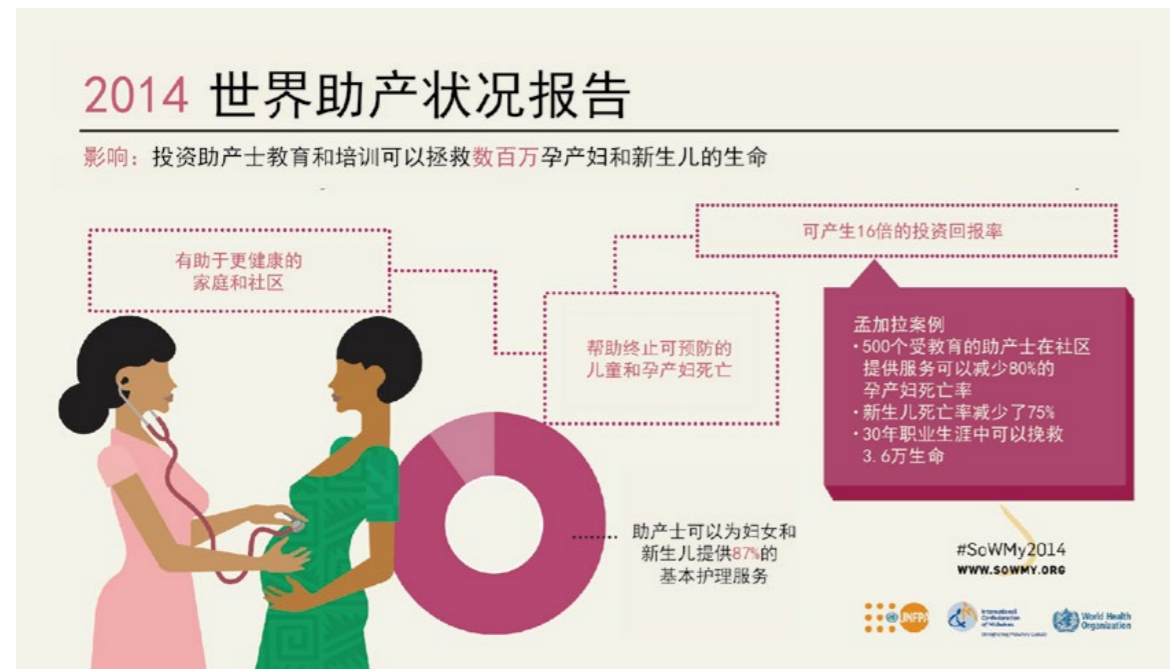 2014 世界助产状况报告
影响：投资助产士教育和培训可以拯救数百万孕产妇和新生儿的生命
有助于更健康的
家庭和社区
可产生16倍的投资回报率
帮助终止可预防的
儿童和孕产妇死亡
孟加拉案例
·500个受教育的助产士在社区
提供服务可以减少80%的
孕产妇死亡率
·新生儿死亡率减少了75%
·30年职业生涯中可以挽救
3.6万生命
助产士可以为妇女和
新生儿提供87%的
基本护理服务
#SoWMy2014
WWW.SOWMY.ORG
UNFPA
International
Confederation
of Midwives
World Health
Organization